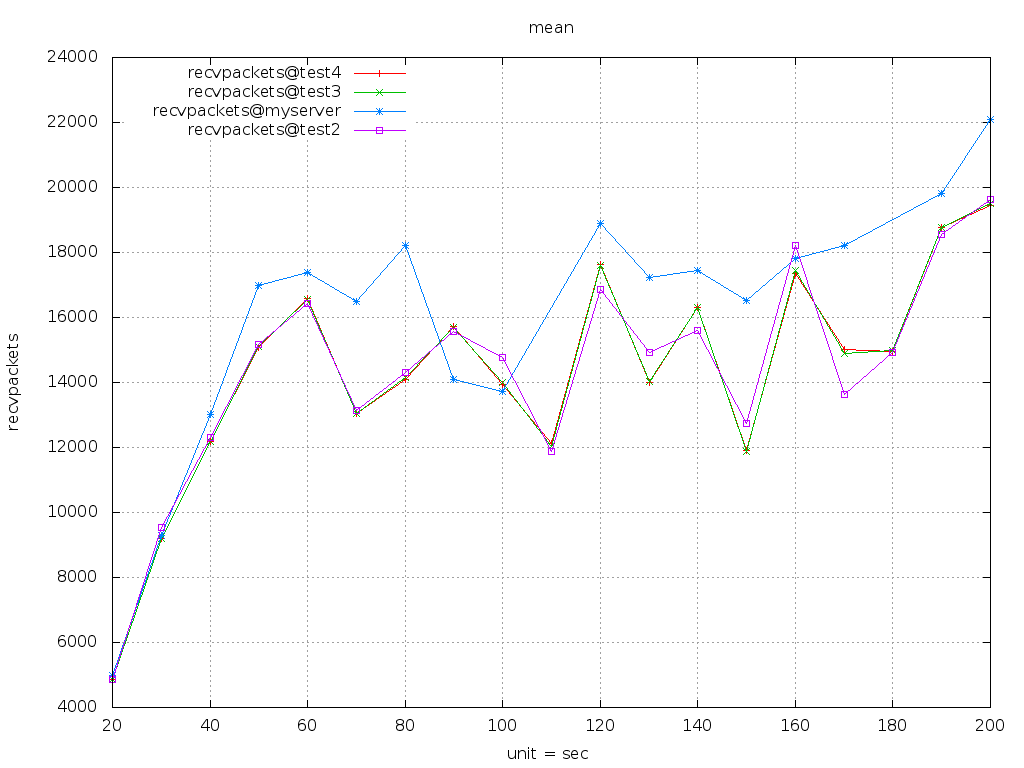 mean
24000
22000
20000
18000
16000
14000
12000
10000
8000
6000
4000
recvpackets@test4
recvpackets@test3
recvpackets@myserver
recvpackets@test2
recvpackets
20 40 60 80 100 120 140 160 180 200
unit = sec